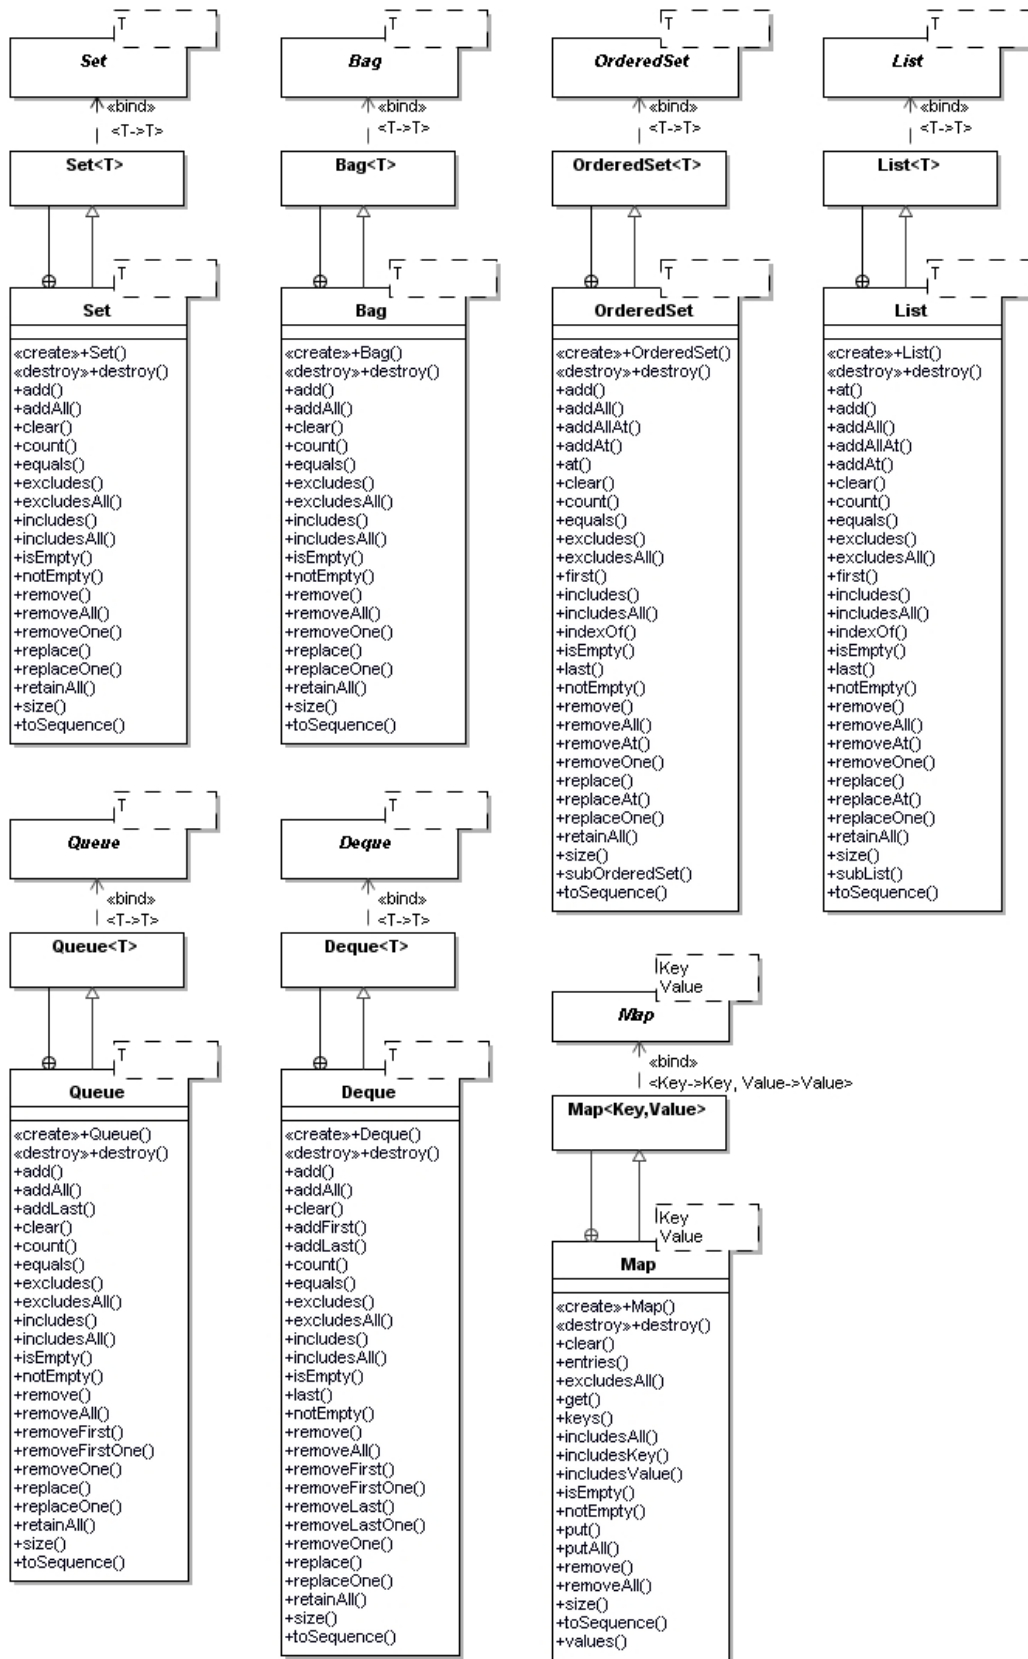 T
Set
«bind»
<T->T>
Set<T>
T
Set
«create»+Set()
«destroy»+destroy()
+add()
+addAll()
+clear()
+count()
+equals()
+excludes()
+excludesAll()
+includes()
+includesAll()
+isEmpty()
+notEmpty()
+remove()
+removeAll()
+removeOne()
+replace()
+replaceOne()
+retainAll()
+size()
+toSequence()
T
Bag
«bind»
<T->T>
Bag<T>
T
Bag
«create»+Bag()
«destroy»+destroy()
+add()
+addAll()
+clear()
+count()
+equals()
+excludes()
+excludesAll()
+includes()
+includesAll()
+isEmpty()
+notEmpty()
+remove()
+removeAll()
+removeOne()
+replace()
+replaceOne()
+retainAll()
+size()
+toSequence()
T
OrderedSet
«bind»
<T->T>
OrderedSet<T>
T
OrderedSet
«create»+OrderedSet()
«destroy»+destroy()
+add()
+addAll()
+addAllAt()
+addAt()
+at()
+clear()
+count()
+equals()
+excludes()
+excludesAll()
+first()
+includes()
+includesAll()
+indexOf()
+isEmpty()
+last()
+notEmpty()
+remove()
+removeAll()
+removeAt()
+removeOne()
+replace()
+replaceAt()
+replaceOne()
+retainAll()
+size()
+subOrderedSet()
+toSequence()
T
List
«bind»
<T->T>
List<T>
T
List
«create»+List()
«destroy»+destroy()
+at()
+add()
+addAll()
+addAllAt()
+addAt()
+clear()
+count()
+equals()
+excludes()
+excludesAll()
+first()
+includes()
+includesAll()
+indexOf()
+isEmpty()
+last()
+notEmpty()
+remove()
+removeAll()
+removeAt()
+removeOne()
+replace()
+replaceAt()
+replaceOne()
+retainAll()
+size()
+subList()
+toSequence()
T
Queue
«bind»
<T->T>
Queue<T>
T
Queue
«create»+Queue()
«destroy»+destroy()
+add()
+addAll()
+addLast()
+clear()
+count()
+equals()
+excludes()
+excludesAll()
+includes()
+includesAll()
+isEmpty()
+notEmpty()
+remove()
+removeAll()
+removeFirst()
+removeFirstOne()
+removeOne()
+replace()
+replaceOne()
+retainAll()
+size()
+toSequence()
T
Deque
«bind»
<T->T>
Deque<T>
T
Deque
«create»+Deque()
«destroy»+destroy()
+add()
+addAll()
+clear()
+addFirst()
+addLast()
+count()
+equals()
+excludes()
+excludesAll()
+includes()
+includesAll()
+isEmpty()
+last()
+notEmpty()
+remove()
+removeAll()
+removeFirst()
+removeFirstOne()
+removeLast()
+removeLastOne()
+removeOne()
+replace()
+replaceOne()
+retainAll()
+size()
+toSequence()
Key
Value
Map
«bind»
<Key->Key, Value->Value>
Map<Key,Value>
Key
Value
Map
«create»+Map()
«destroy»+destroy()
+clear()
+entries()
+excludesAll()
+get()
+keys()
+includesAll()
+includesKey()
+includesValue()
+isEmpty()
+notEmpty()
+put()
+putAll()
+remove()
+removeAll()
+size()
+toSequence()
+values()